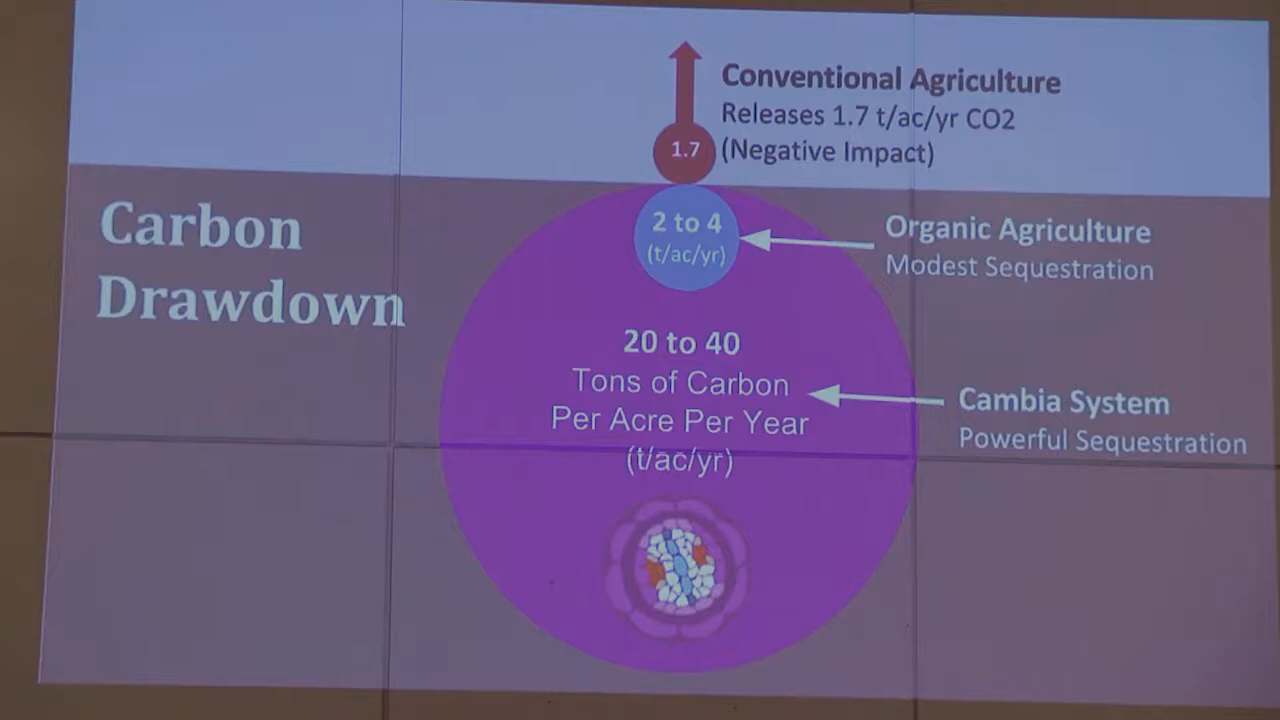 Conventional Agriculture
Releases 1.7 t/ac/yr CO2
1.7
(Negative Impact)
Carbon
Drawdown
2 to 4
(t/ac/yr)
Organic Agriculture
Modest Sequestration
20 to 40
Tons of Carbon
Per Acre Per Year
(t/ac/yr)
Cambia System
Powerful Sequestration